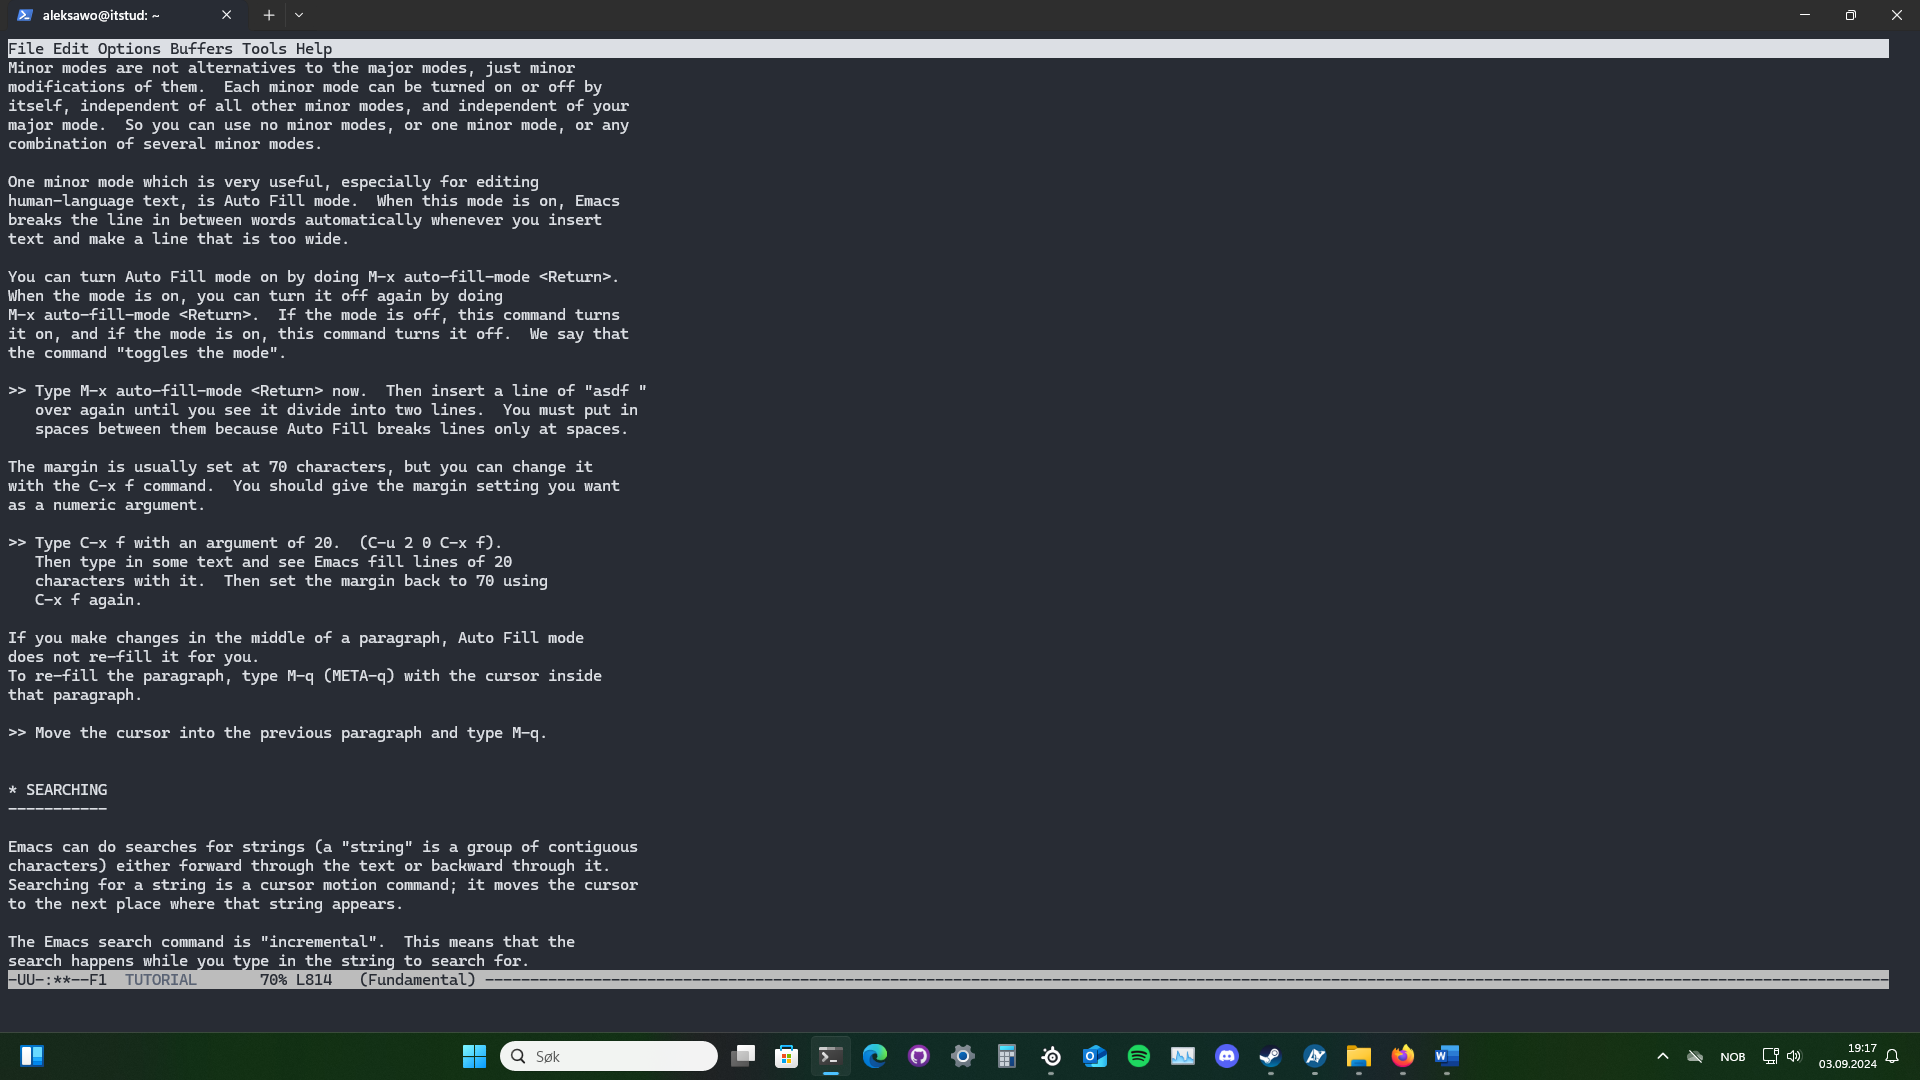 aleksawo@itstud: ~
File Edit Options Buffers Tools Help
Minor modes are not alternatives to the major modes, just minor
modifications of them.  Each minor mode can be turned on or off by
itself, independent of all other minor modes, and independent of your
major mode.  So you can use no minor modes, or one minor mode, or any
combination of several minor modes.

One minor mode which is very useful, especially for editing
human-language text, is Auto Fill mode.  When this mode is on, Emacs
breaks the line in between words automatically whenever you insert
text and make a line that is too wide.

You can turn Auto Fill mode on by doing M-x auto-fill-mode <Return>.
When the mode is on, you can turn it off again by doing
M-x auto-fill-mode <Return>.  If the mode is off, this command turns
it on, and if the mode is on, this command turns it off.  We say that
the command "toggles the mode".

>> Type M-x auto-fill-mode <Return> now.  Then insert a line of "asdf "
   over again until you see it divide into two lines.  You must put in
   spaces between them because Auto Fill breaks lines only at spaces.

The margin is usually set at 70 characters, but you can change it
with the C-x f command.  You should give the margin setting you want
as a numeric argument.

>> Type C-x f with an argument of 20.  (C-u 2 0 C-x f).
   Then type in some text and see Emacs fill lines of 20
   characters with it.  Then set the margin back to 70 using
   C-x f again.

If you make changes in the middle of a paragraph, Auto Fill mode
does not re-fill it for you.
To re-fill the paragraph, type M-q (META-q) with the cursor inside
that paragraph.

>> Move the cursor into the previous paragraph and type M-q.

* SEARCHING
-----------

Emacs can do searches for strings (a "string" is a group of contiguous
characters) either forward through the text or backward through it.
Searching for a string is a cursor motion command; it moves the cursor
to the next place where that string appears.

The Emacs search command is "incremental".  This means that the
search happens while you type in the string to search for.
-UU-:**--F1  TUTORIAL       70% L814   (Fundamental) ----------
Søk
NOB
19:17
03.09.2024